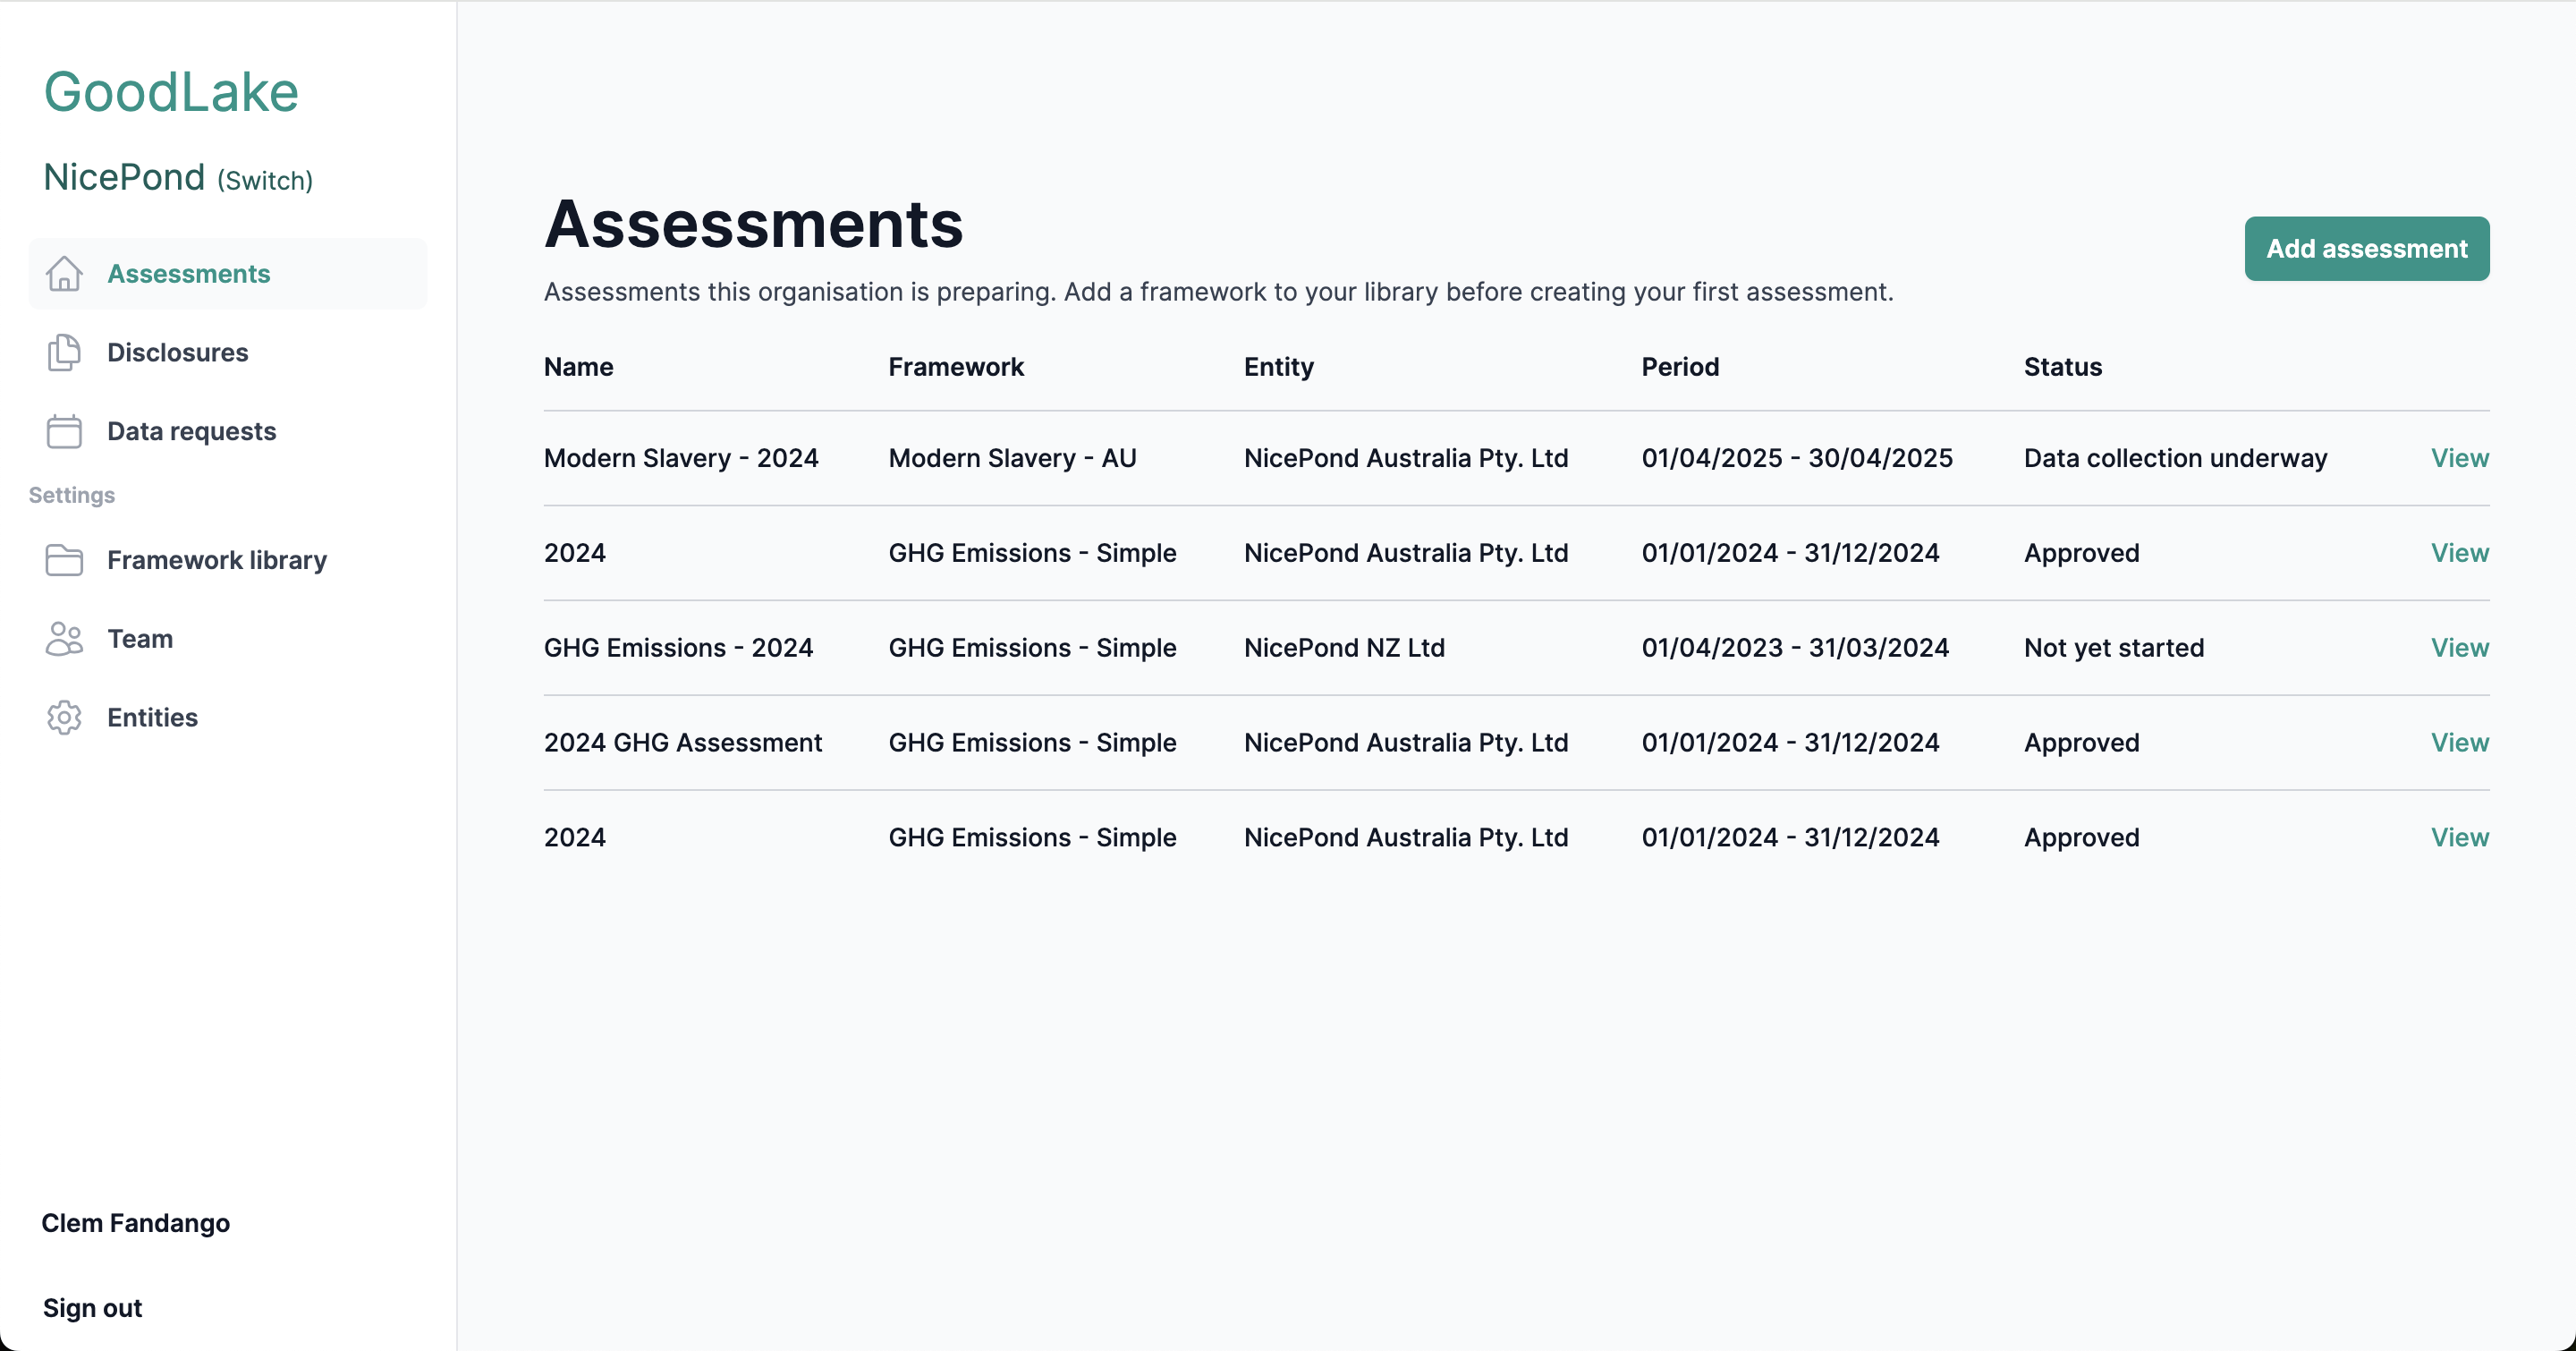 GoodLake
NicePond (Switch)
Assessments
Disclosures
Data requests
Settings
Framework library
Team
Entities
Clem Fandango
Sign out
Assessments
Add assessment
Assessments this organisation is preparing. Add a framework to your library before creating your first assessment.
Name Framework Entity Period Status
Modern Slavery - 2024 Modern Slavery - AU NicePond Australia Pty. Ltd 01/04/2025 - 30/04/2025 Data collection underway View
2024 GHG Emissions - Simple NicePond Australia Pty. Ltd 01/01/2024 - 31/12/2024 Approved View
GHG Emissions - 2024 GHG Emissions - Simple NicePond NZ Ltd 01/04/2023 - 31/03/2024 Not yet started View
2024 GHG Assessment GHG Emissions - Simple NicePond Australia Pty. Ltd 01/01/2024 - 31/12/2024 Approved View
2024 GHG Emissions - Simple NicePond Australia Pty. Ltd 01/01/2024 - 31/12/2024 Approved View